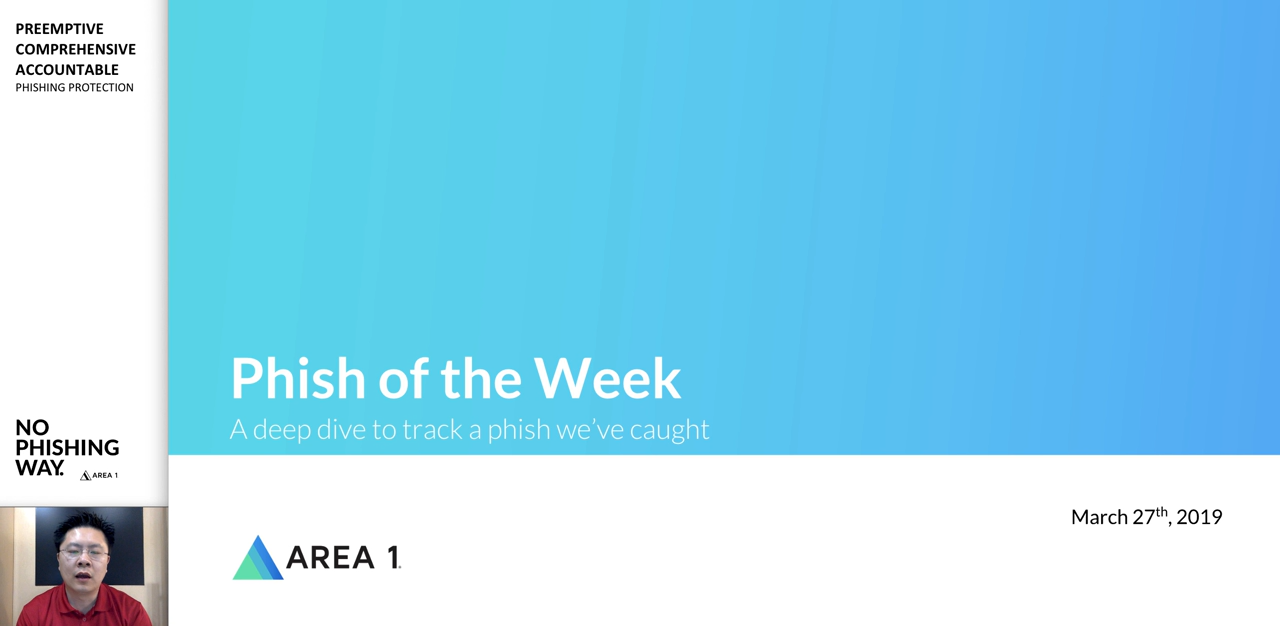 PREEMPTIVE
COMPREHENSIVE
ACCOUNTABLE
PHISHING PROTECTION
NO
PHISHING
WAY.
AREA 1
Phish of the Week
A deep dive to track a phish we’ve caught
March 27th, 2019
AREA 1